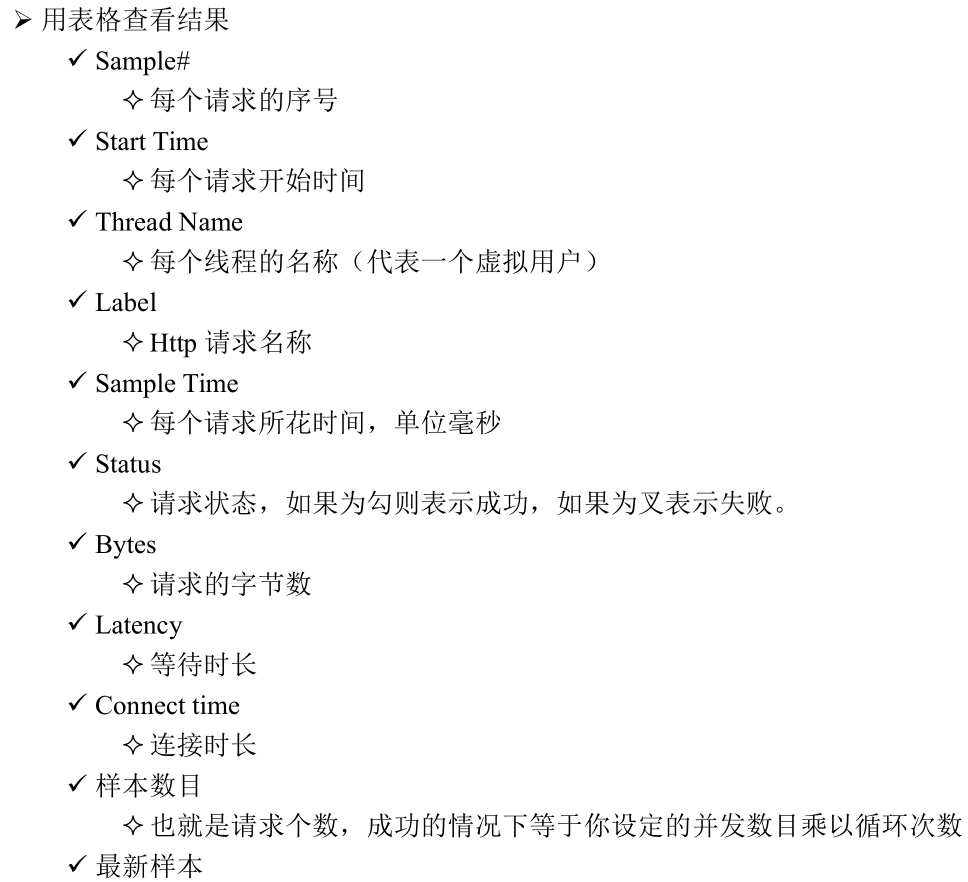 ➢ 用表格查看结果
✓ Sample#
✧ 每个请求的序号
✓ Start Time
✧ 每个请求开始时间
✓ Thread Name
✧ 每个线程的名称（代表一个虚拟用户）
✓ Label
✧ Http 请求名称
✓ Sample Time
✧ 每个请求所花时间，单位毫秒
✓ Status
✧ 请求状态，如果为勾则表示成功，如果为叉表示失败。
✓ Bytes
✧ 请求的字节数
✓ Latency
✧ 等待时长
✓ Connect time
✧ 连接时长
✓ 样本数目
✧ 也就是请求个数，成功的情况下等于你设定的并发数目乘以循环次数
✓ 最新样本